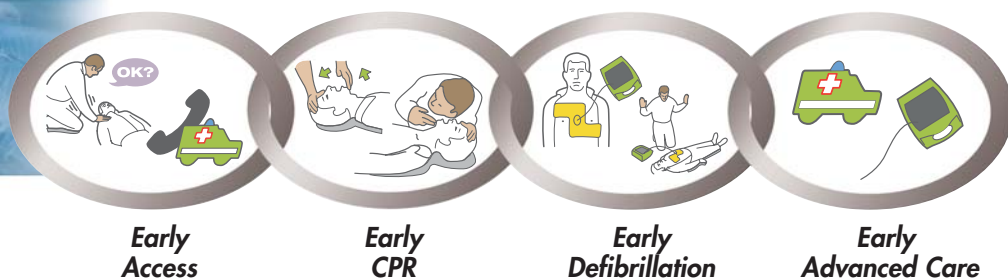 OK?
Early
Access
Early
CPR
Early
Defibrillation
Early
Advanced Care